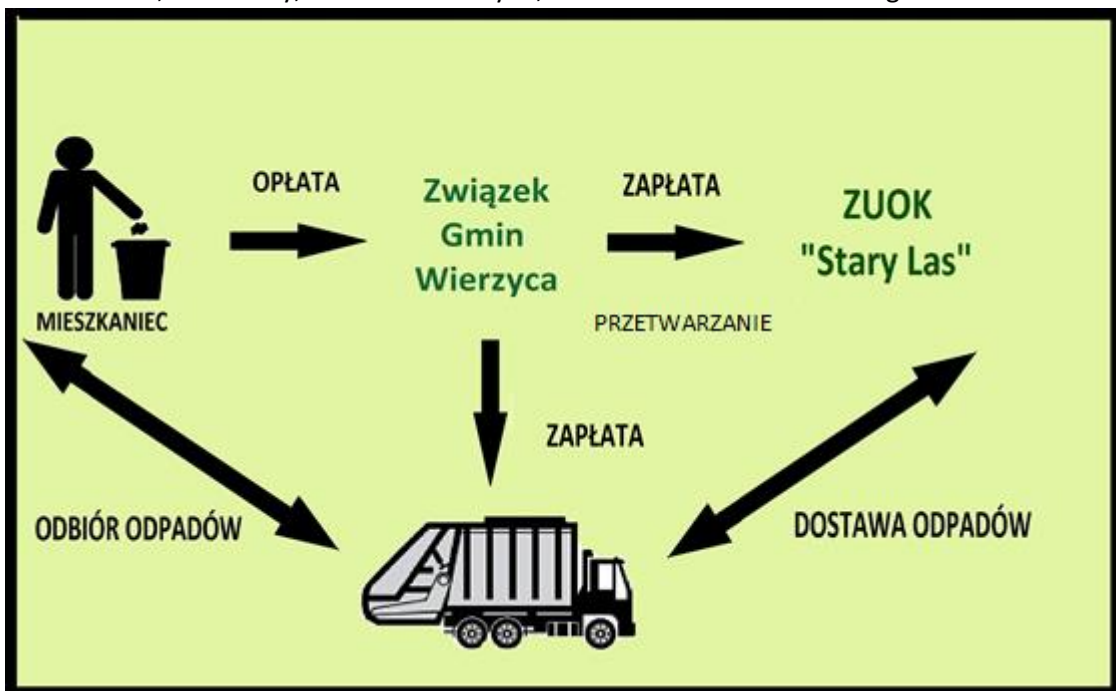 OPŁATA
Związek
Gmin
Wierzyca
ZAPŁATA
ZUOK
"Stary Las"
MIESZKANIEC
PRZETWARZANIE
ZAPŁATA
ODBIÓR ODPADÓW
DOSTAWA ODPADÓW